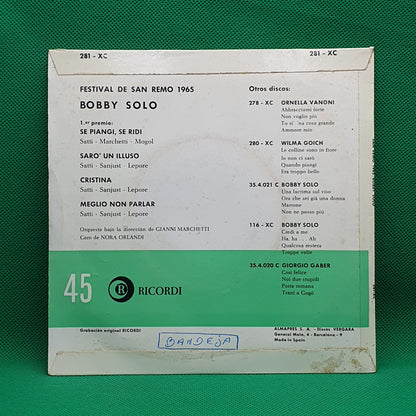 281 - XC
281 - XC
FESTIVAL DE SAN REMO 1965
BOBBY SOLO
1.er premio:
SE PIANGI, SE RIDI
Satti - Marchetti - Mogol
SARO' UN ILLUSO
Satti - Sanjust - Lepore
CRISTINA
Satti - Sanjust - Lepore
MEGLIO NON PARLAR
Satti - Sanjust - Lepore
Orquesta bajo la dirección de GIANNI MARCHETTI
Coro de NORA ORLANDI
Otros discos:
278 - XC ORNELLA VANONI
Abbracciami forte
Non voglio più
Tu si 'na cosa grande
Ammore mio
280 - XC WILMA GOICH
Le colline sono in fiore
Io non ci sarò
Quando piangi
Era troppo bello
35.4.021 C BOBBY SOLO
Una lacrima sul viso
Ora che sei già una donna
Marrone
Non ne posso più
116 - XC BOBBY SOLO
Credi a me
Ha, ha ... Ah
Qualcosa resterà
Troppe volte
35.4.020 C GIORGIO GABER
Così felice
Noi due stupidi
Porta romana
Trani a Gogò
45 R RICORDI
Grabación original RICORDI
BANDEJA
ALMAPRES S. A. - Discos VERGARA
General Mola, 9 - Barcelona - 9
Made in Spain